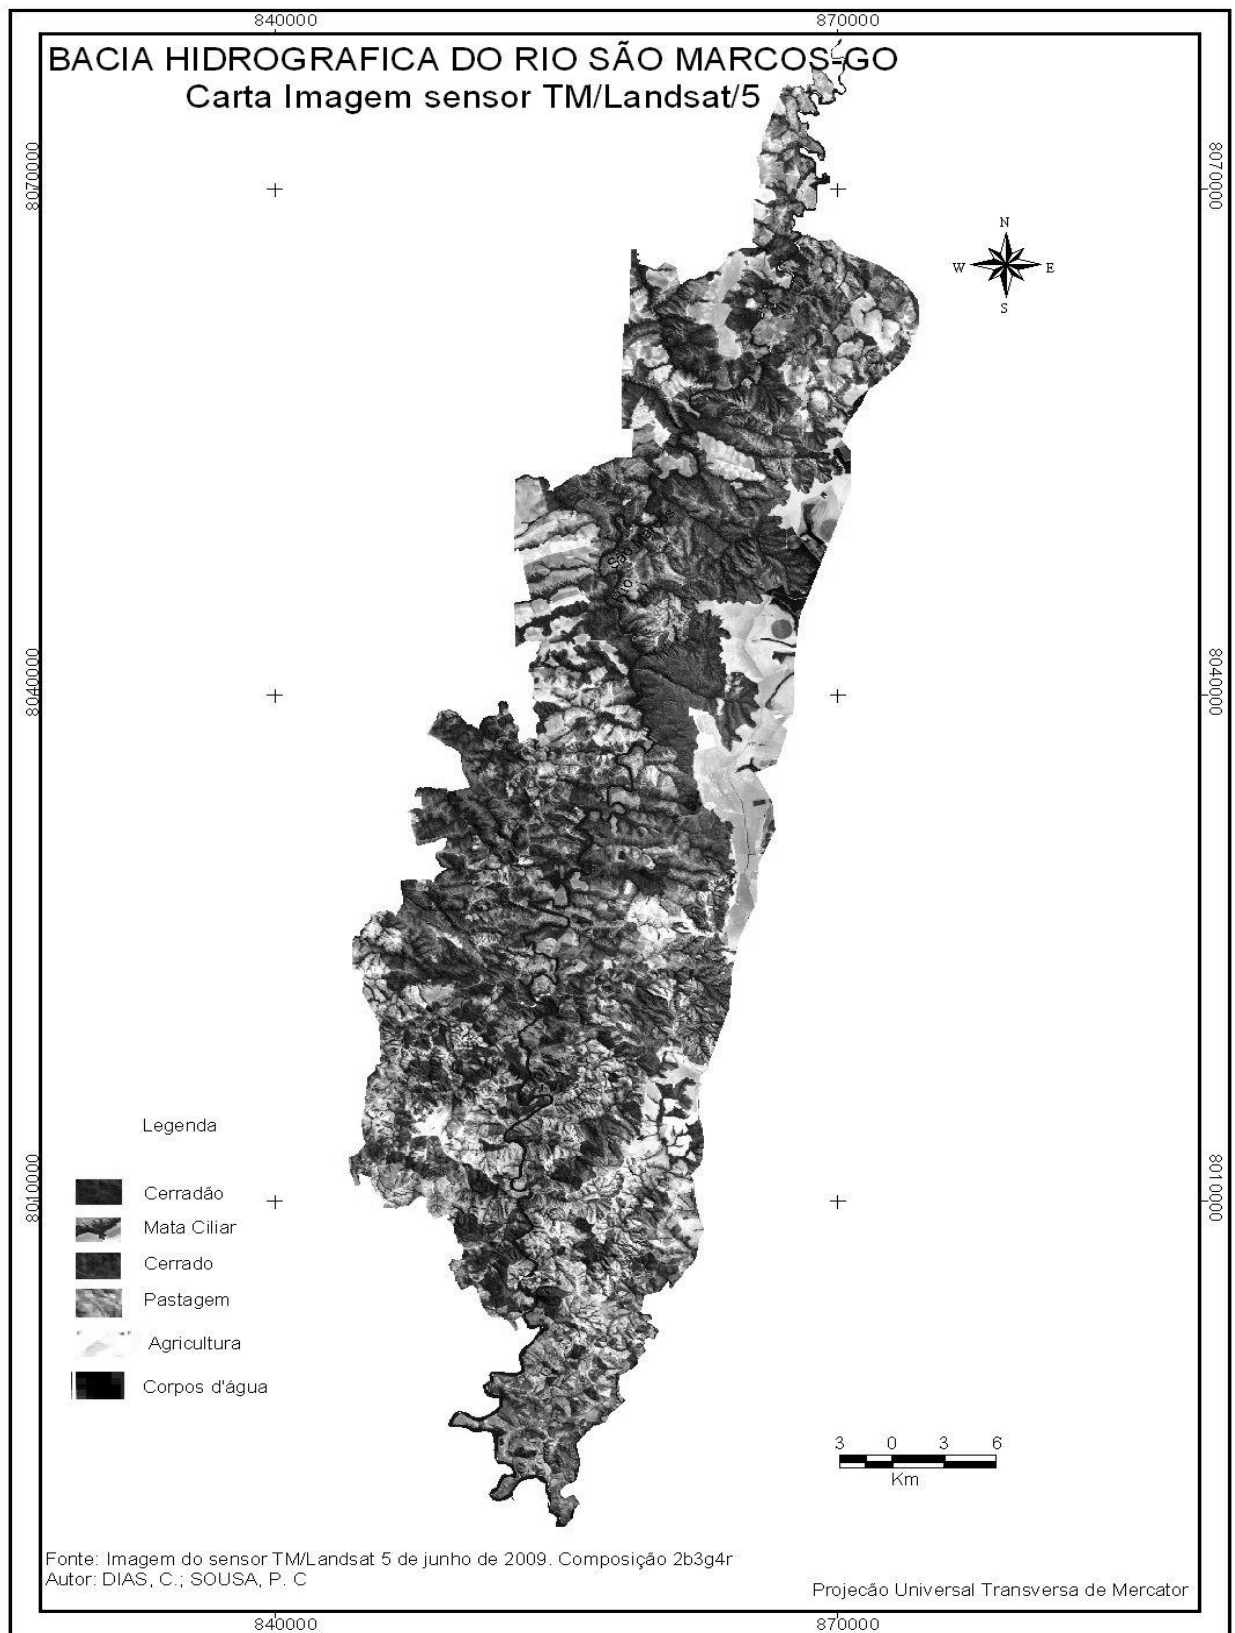 840000 870000
BACIA HIDROGRAFICA DO RIO SÃO MARCOS-GO
Carta Imagem sensor TM/Landsat/5
8070000 8070000
N
W E
S
Rio São Marcos
8040000 8040000
Legenda
8010000 8010000
Cerradão
Mata Ciliar
Cerrado
Pastagem
Agricultura
Corpos d'água
3 0 3 6
Km
Fonte: Imagem do sensor TM/Landsat 5 de junho de 2009. Composição 2b3g4r
Autor: DIAS, C.; SOUSA, P. C
Projecão Universal Transversa de Mercator
840000 870000